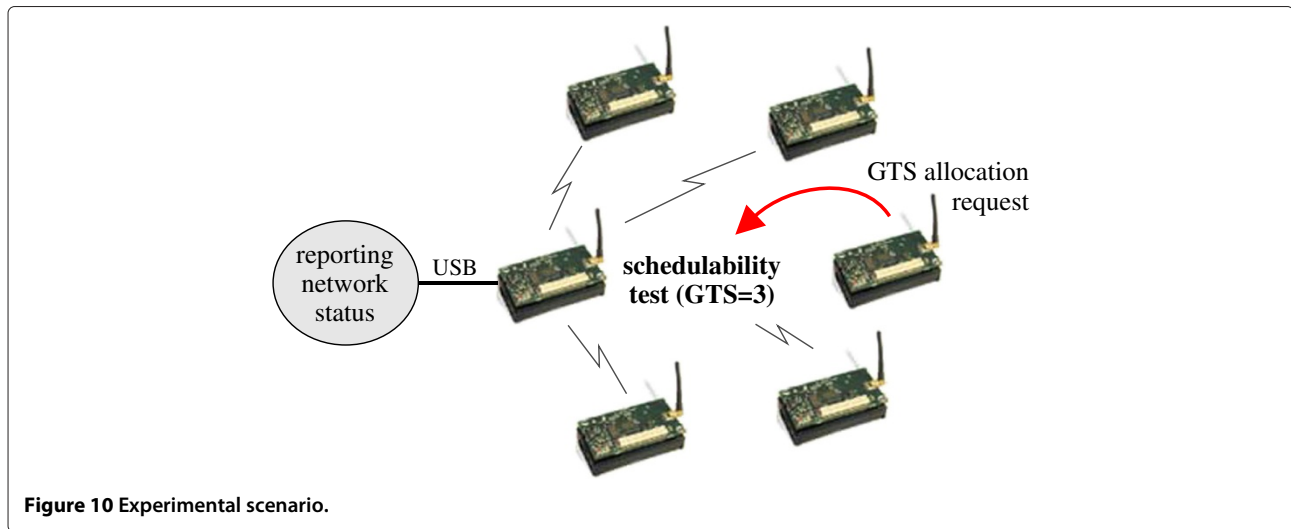 GTS allocation
request
reporting
network
status
USB
schedulability
test (GTS=3)
Figure 10 Experimental scenario.